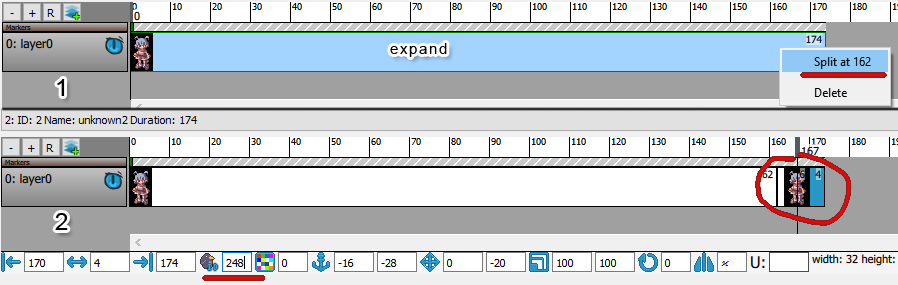 - + R 0 10 20 30 40 50 60 70 80 90 100 110 120 130 140 150 160 170 180 190
Markers 0
0: layer0 expand 174
1 Split at 162
Delete
2: ID: 2 Name: unknown2 Duration: 174
- + R 0 10 20 30 40 50 60 70 80 90 100 110 120 130 140 150 160 170 180 190
Markers 167
0: layer0 62 4
2
170 4 174 248 0 -16 -28 0 -20 100 100 0 × U: width: 32 height: